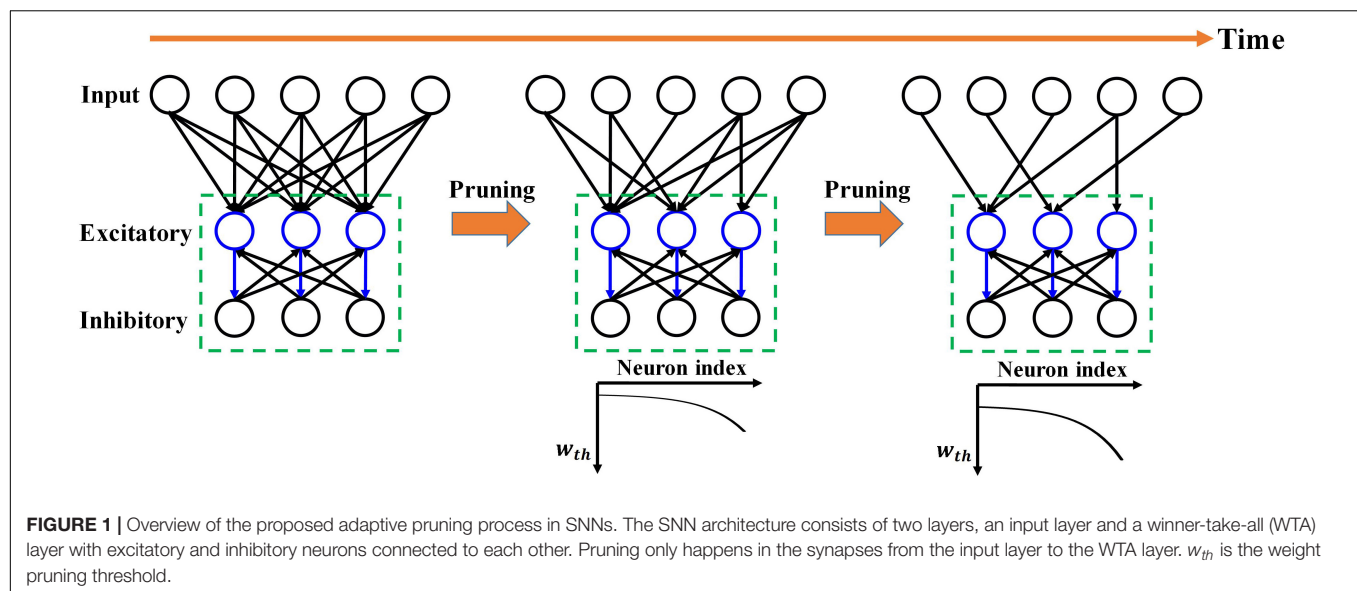 Time
Input
Pruning
Pruning
Excitatory
Inhibitory
Neuron index
Neuron index
w_th
w_th
FIGURE 1 | Overview of the proposed adaptive pruning process in SNNs. The SNN architecture consists of two layers, an input layer and a winner-take-all (WTA)
layer with excitatory and inhibitory neurons connected to each other. Pruning only happens in the synapses from the input layer to the WTA layer. w_th is the weight
pruning threshold.